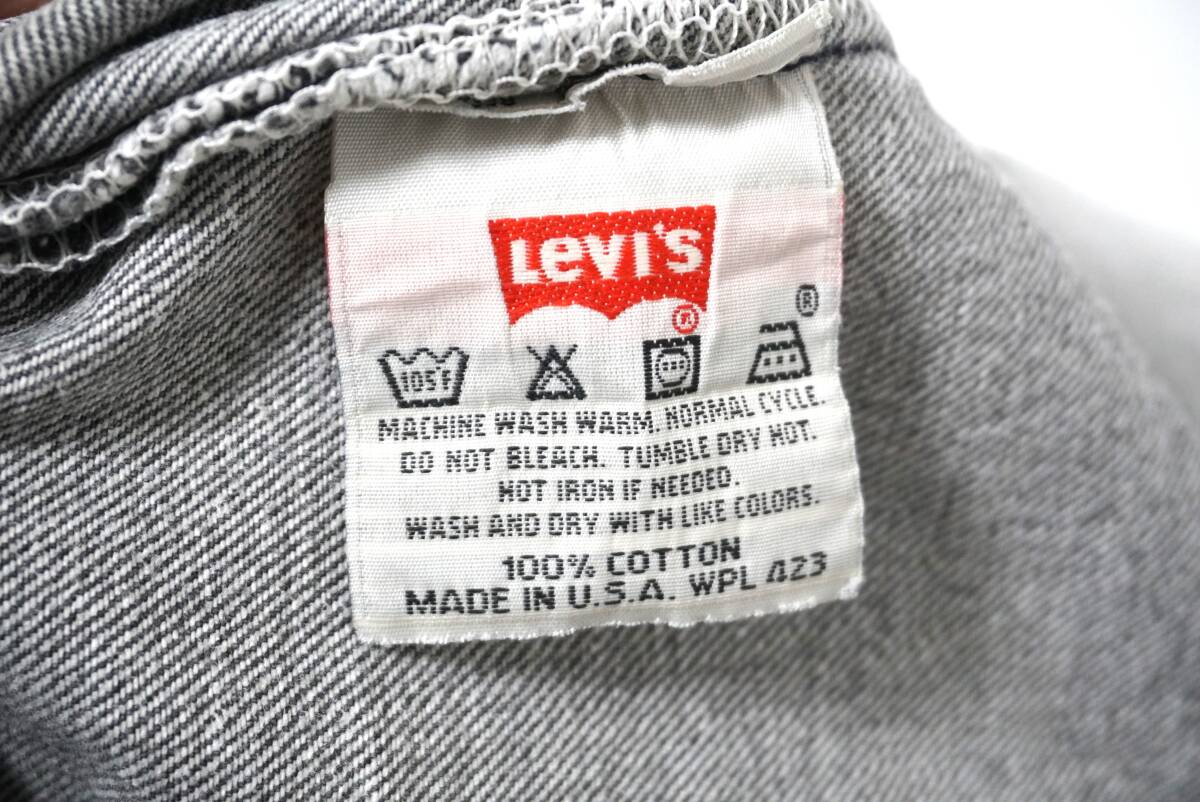 LEVI'S
®
®
105F
MACHINE WASH WARM. NORMAL CYCLE.
DO NOT BLEACH. TUMBLE DRY HOT.
HOT IRON IF NEEDED.
WASH AND DRY WITH LIKE COLORS.
100% COTTON
MADE IN U.S.A. WPL 423